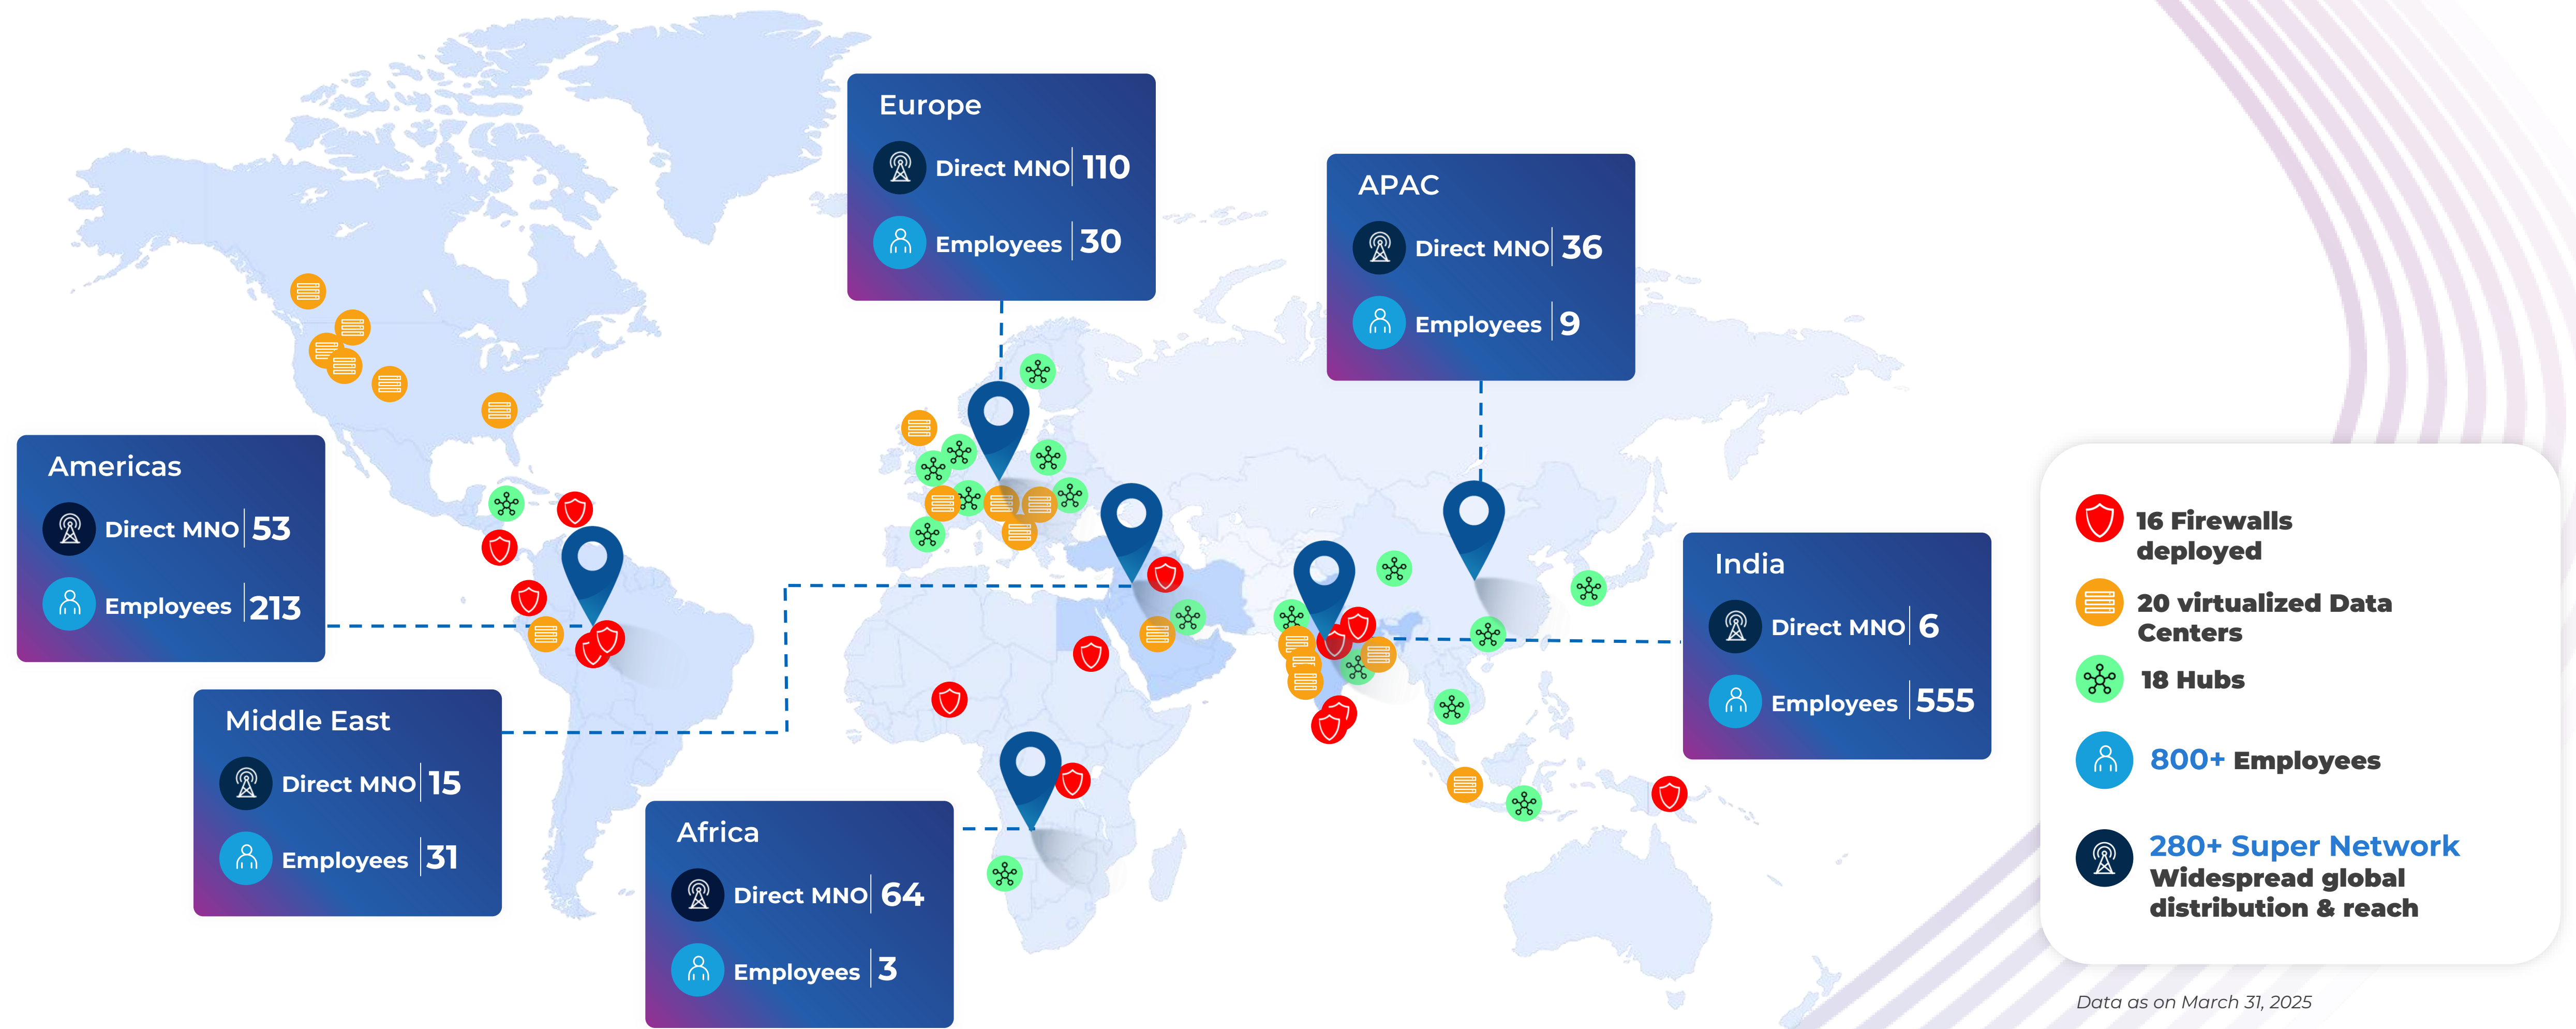 Europe
Direct MNO 110
Employees 30
APAC
Direct MNO 36
Employees 9
Americas
Direct MNO 53
Employees 213
India
Direct MNO 6
Employees 555
Middle East
Direct MNO 15
Employees 31
Africa
Direct MNO 64
Employees 3
16 Firewalls
deployed
20 virtualized Data
Centers
18 Hubs
800+ Employees
280+ Super Network
Widespread global
distribution & reach
Data as on March 31, 2025